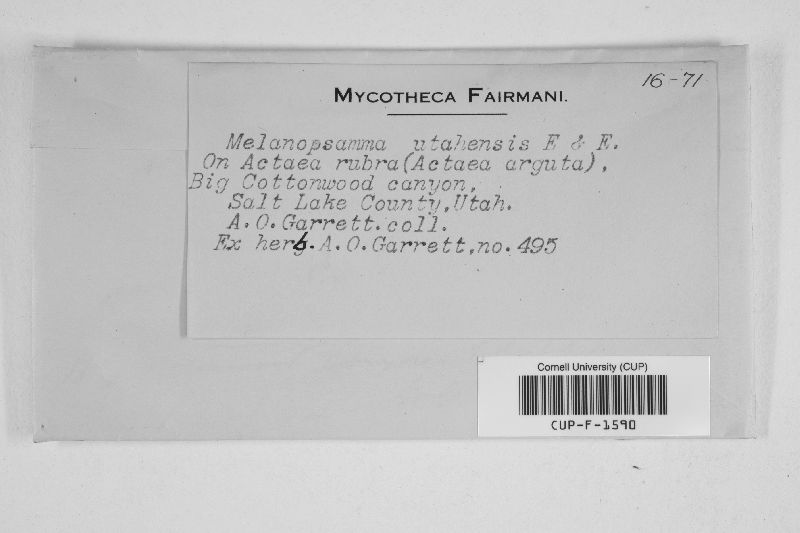 16-71
MYCOTHECA FAIRMANI.
Melanopsamma utahensis E & E.
On Actaea rubra (Actaea arguta),
Big Cottonwood canyon,
Salt Lake County, Utah.
A. O. Garrett. coll.
Ex herb. A. O. Garrett, no. 495
Cornell University (CUP)
CUP-F-1590